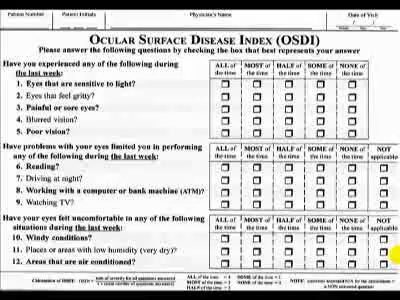 Patient Number Patient Initials Physician's Name Date of Visit
OCULAR SURFACE DISEASE INDEX (OSDI)
Please answer the following questions by checking the box that best represents your answer
Have you experienced any of the following during the last week: ALL of the time MOST of the time HALF of the time SOME of the time NONE of the time
1. Eyes that are sensitive to light?
2. Eyes that feel gritty?
3. Painful or sore eyes?
4. Blurred vision?
5. Poor vision?
Have problems with your eyes limited you in performing any of the following during the last week: ALL of the time MOST of the time HALF of the time SOME of the time NONE of the time NOT applicable
6. Reading?
7. Driving at night?
8. Working with a computer or bank machine (ATM)?
9. Watching TV?
Have your eyes felt uncomfortable in any of the following situations during the last week: ALL of the time MOST of the time HALF of the time SOME of the time NONE of the time NOT applicable
10. Windy conditions?
11. Places or areas with low humidity (very dry)?
12. Areas that are air conditioned?